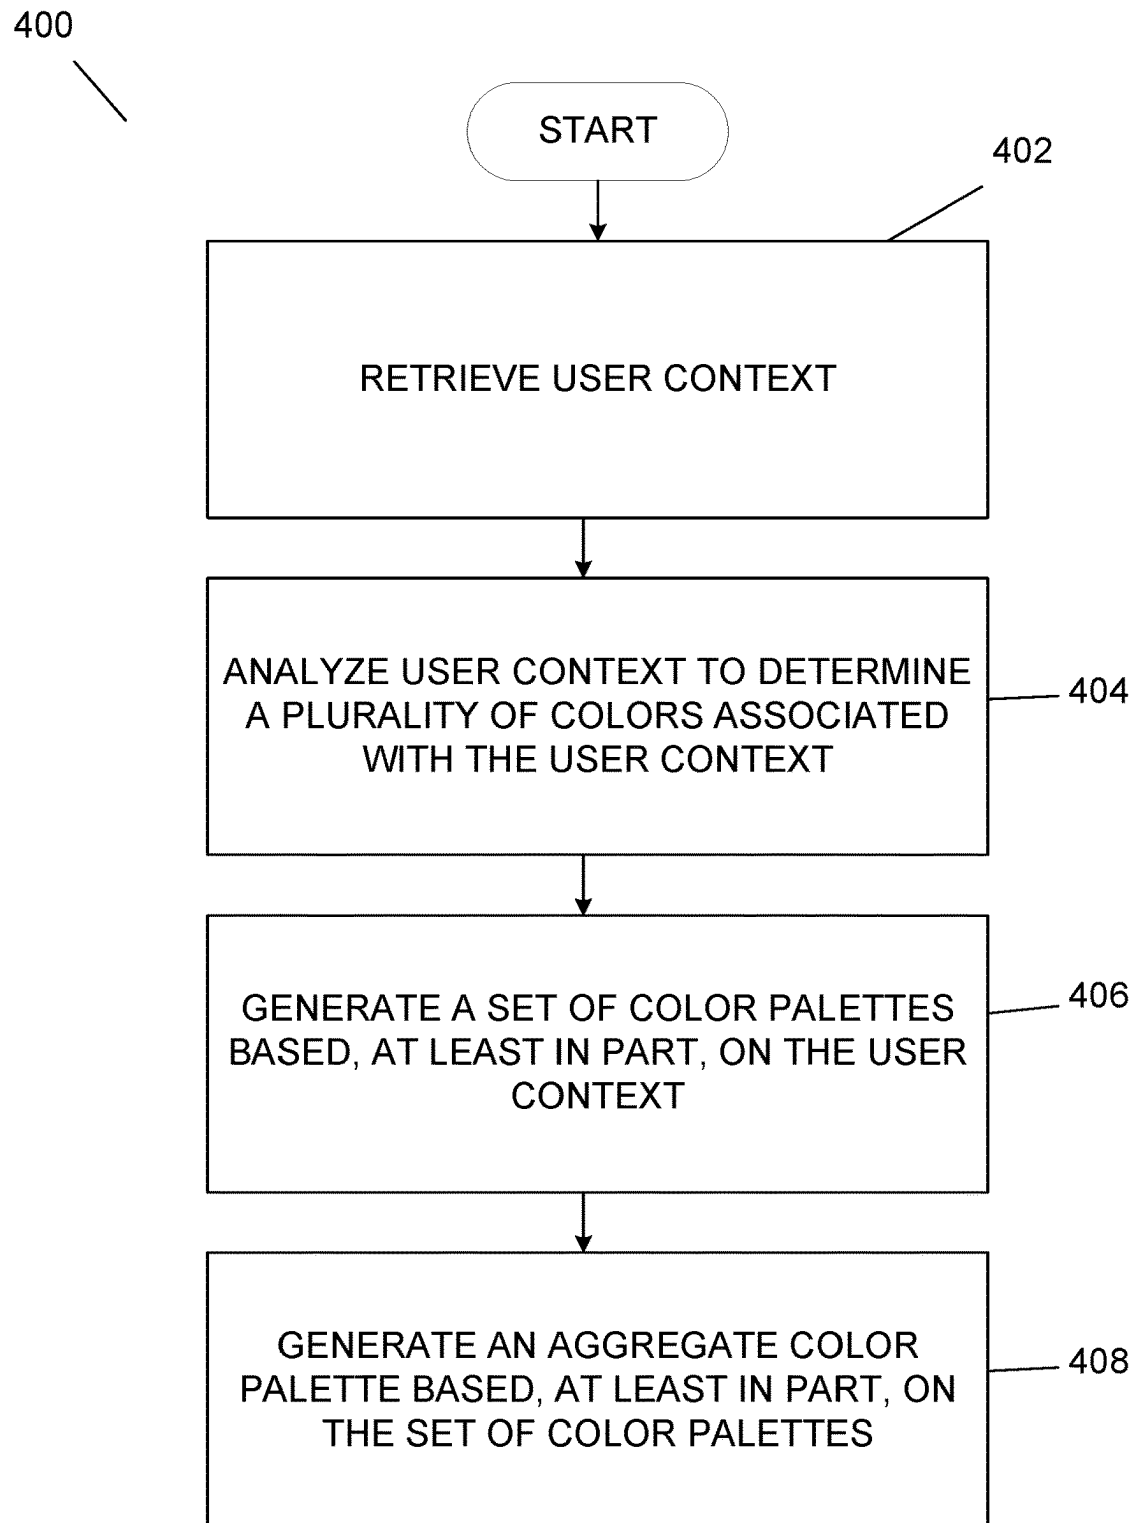 400
START
402
RETRIEVE USER CONTEXT
ANALYZE USER CONTEXT TO DETERMINE
A PLURALITY OF COLORS ASSOCIATED
WITH THE USER CONTEXT
404
GENERATE A SET OF COLOR PALETTES
BASED, AT LEAST IN PART, ON THE USER
CONTEXT
406
GENERATE AN AGGREGATE COLOR
PALETTE BASED, AT LEAST IN PART, ON
THE SET OF COLOR PALETTES
408